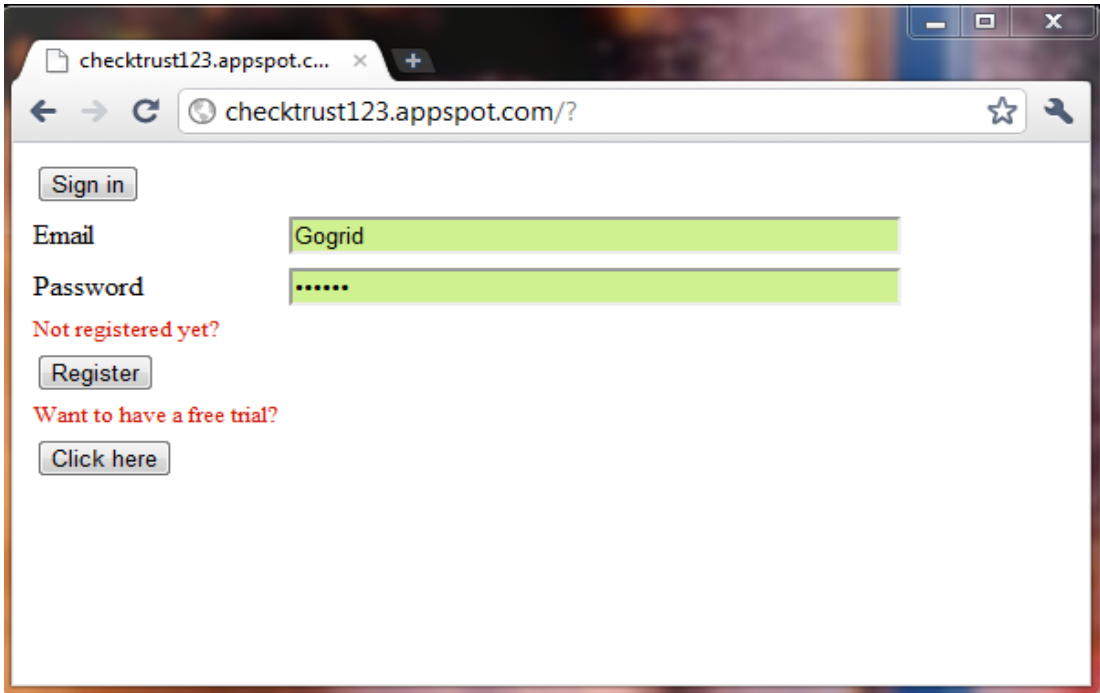 checktrust123.appspot.c...
checktrust123.appspot.com/?
Sign in
Email Gogrid
Password ••••••
Not registered yet?
Register
Want to have a free trial?
Click here